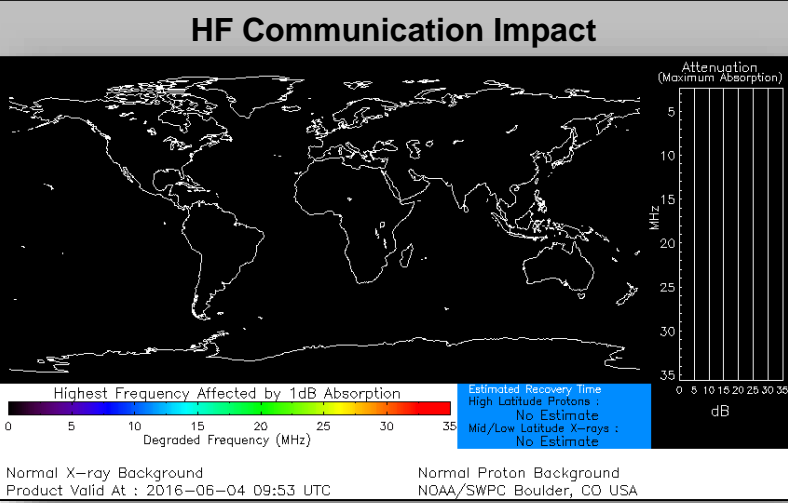 HF Communication Impact
Attenuation
(Maximum Absorption)
5
10
15
MHz
20
25
30
35
0 5 10 15 20 25 30 35
dB
Highest Frequency Affected by 1dB Absorption
0 5 10 15 20 25 30 35
Degraded Frequency (MHz)
Estimated Recovery Time
High Latitude Protons :
No Estimate
Mid/Low Latitude X-rays :
No Estimate
Normal X-ray Background
Normal Proton Background
Product Valid At : 2016-06-04 09:53 UTC
NOAA/SWPC Boulder, CO USA